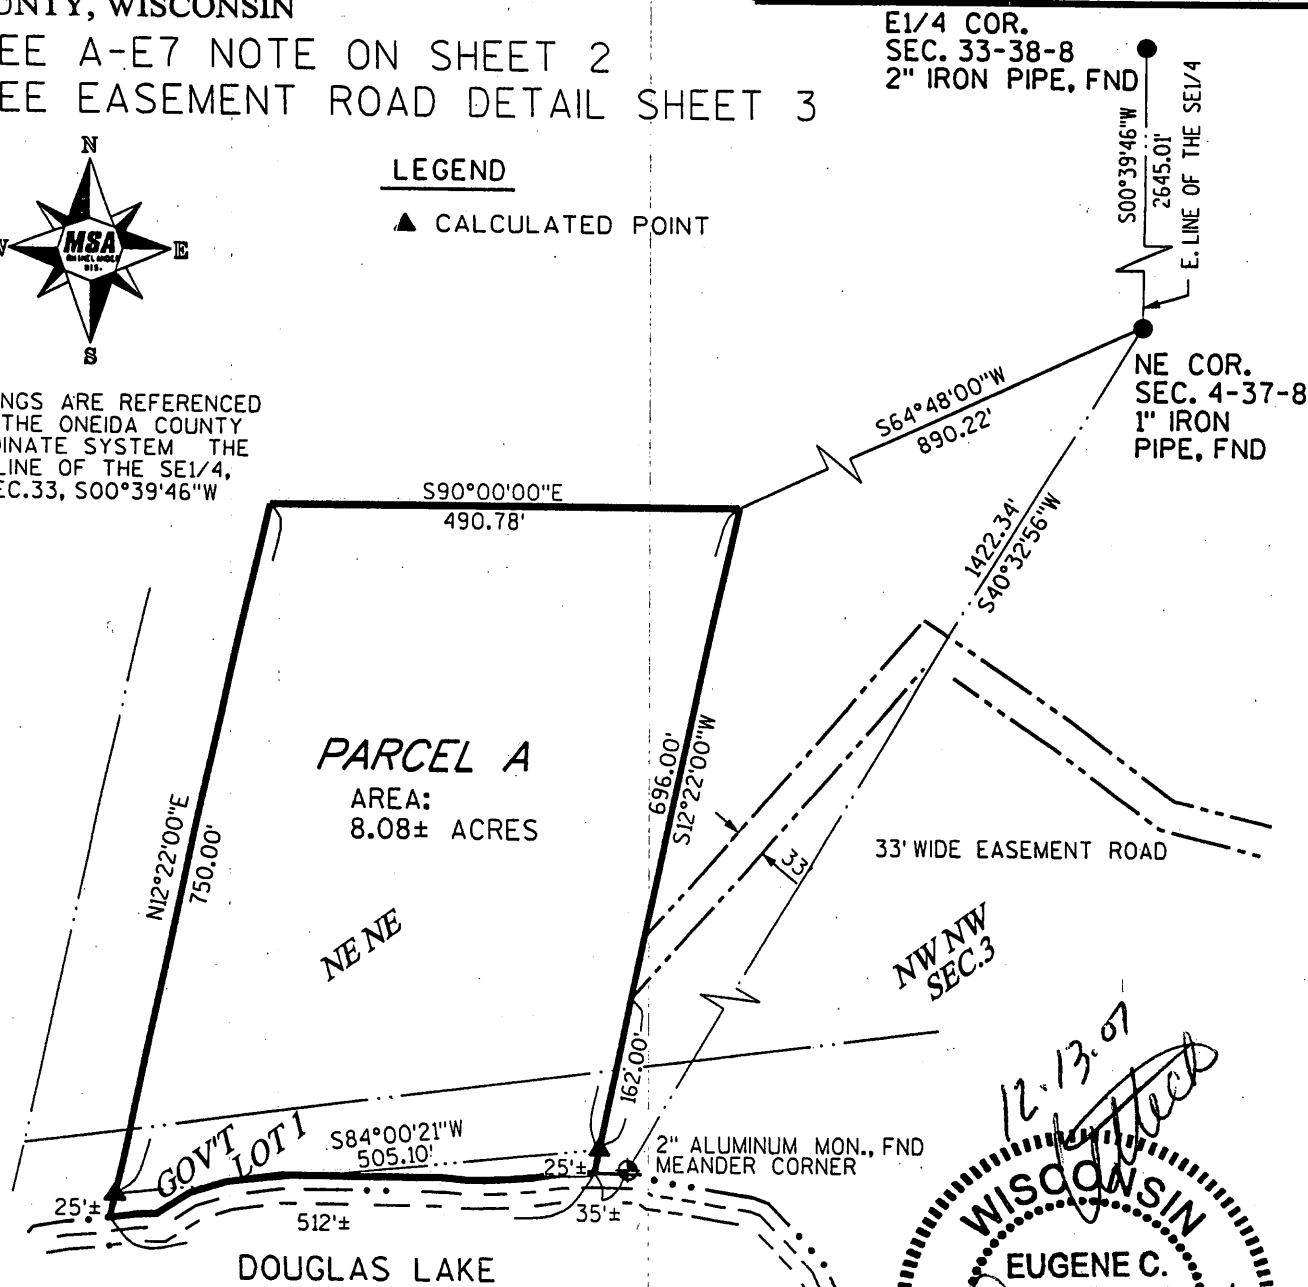 COUNTY, WISCONSIN
EE A-E7 NOTE ON SHEET 2
EE EASEMENT ROAD DETAIL SHEET 3
E1/4 COR.
SEC. 33-38-8
2" IRON PIPE, FND
S00°39'46"W
2645.01'
E. LINE OF THE SE1/4
N
MSA
RHINELANDER
WIS.
E
S
LEGEND
▲ CALCULATED POINT
NGS ARE REFERENCED
THE ONEIDA COUNTY
DINATE SYSTEM THE
LINE OF THE SE1/4,
EC.33, S00°39'46"W
NE COR.
SEC. 4-37-8
1" IRON
PIPE, FND
S64°48'00"W
890.22'
S90°00'00"E
490.78'
1422.34'
S40°32'56"W
PARCEL A
AREA:
8.08± ACRES
N12°22'00"E
750.00'
696.00'
S12°22'00"W
33'
33' WIDE EASEMENT ROAD
NE NE
NW NW
SEC.3
162.00'
GOV'T
LOT 1
S84°00'21"W
505.10'
25'±
25'±
2" ALUMINUM MON., FND
MEANDER CORNER
512'±
35'±
DOUGLAS LAKE
12.13.07
WISCONSIN
EUGENE C.